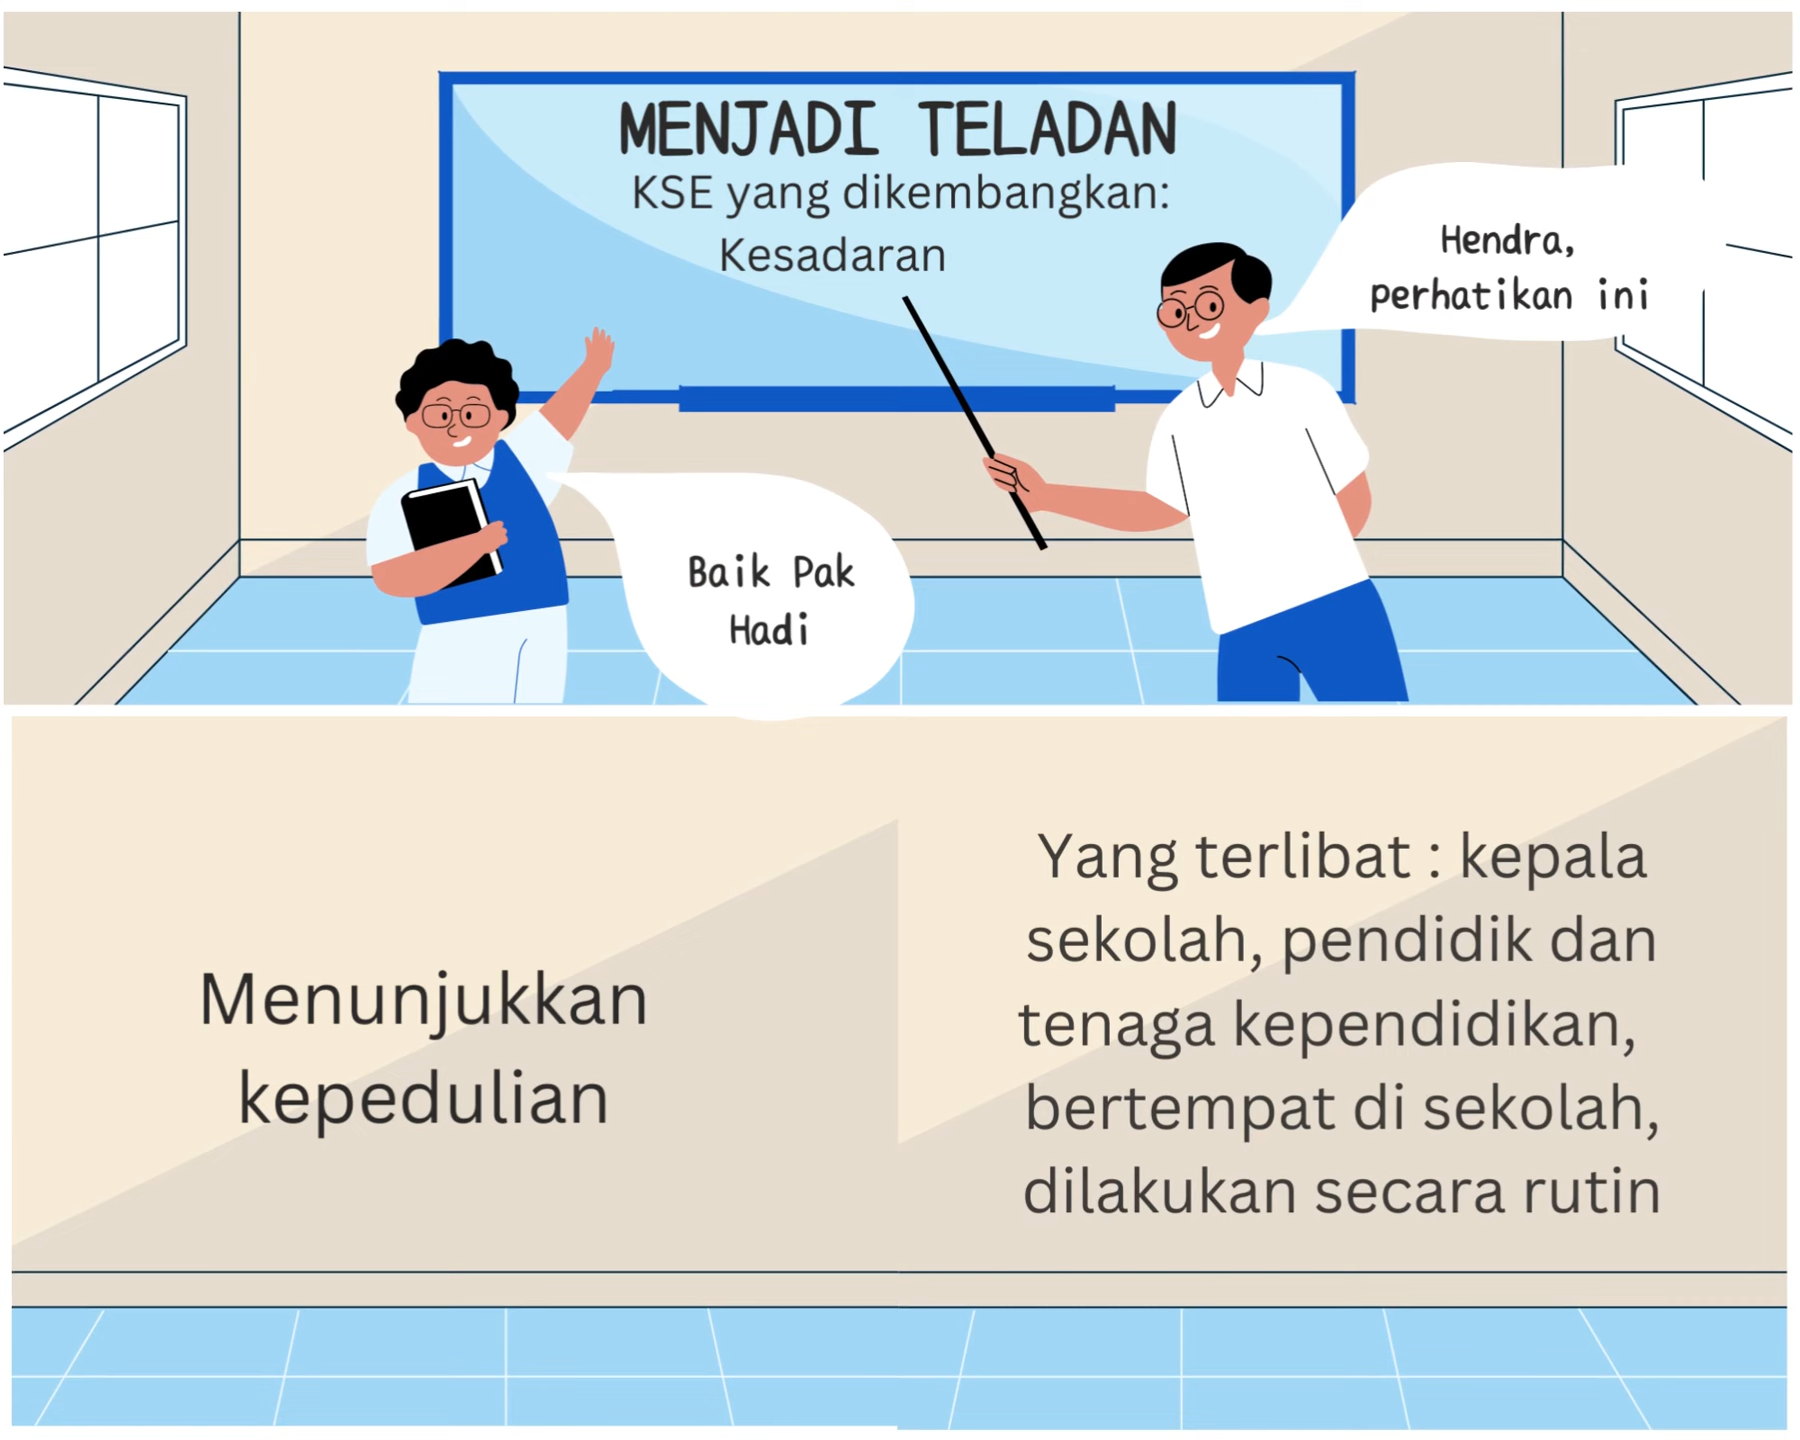 MENJADI TELADAN
KSE yang dikembangkan:
Kesadaran
Hendra,
perhatikan ini
Baik Pak
Hadi
Menunjukkan
kepedulian
Yang terlibat : kepala
sekolah, pendidik dan
tenaga kependidikan,
bertempat di sekolah,
dilakukan secara rutin